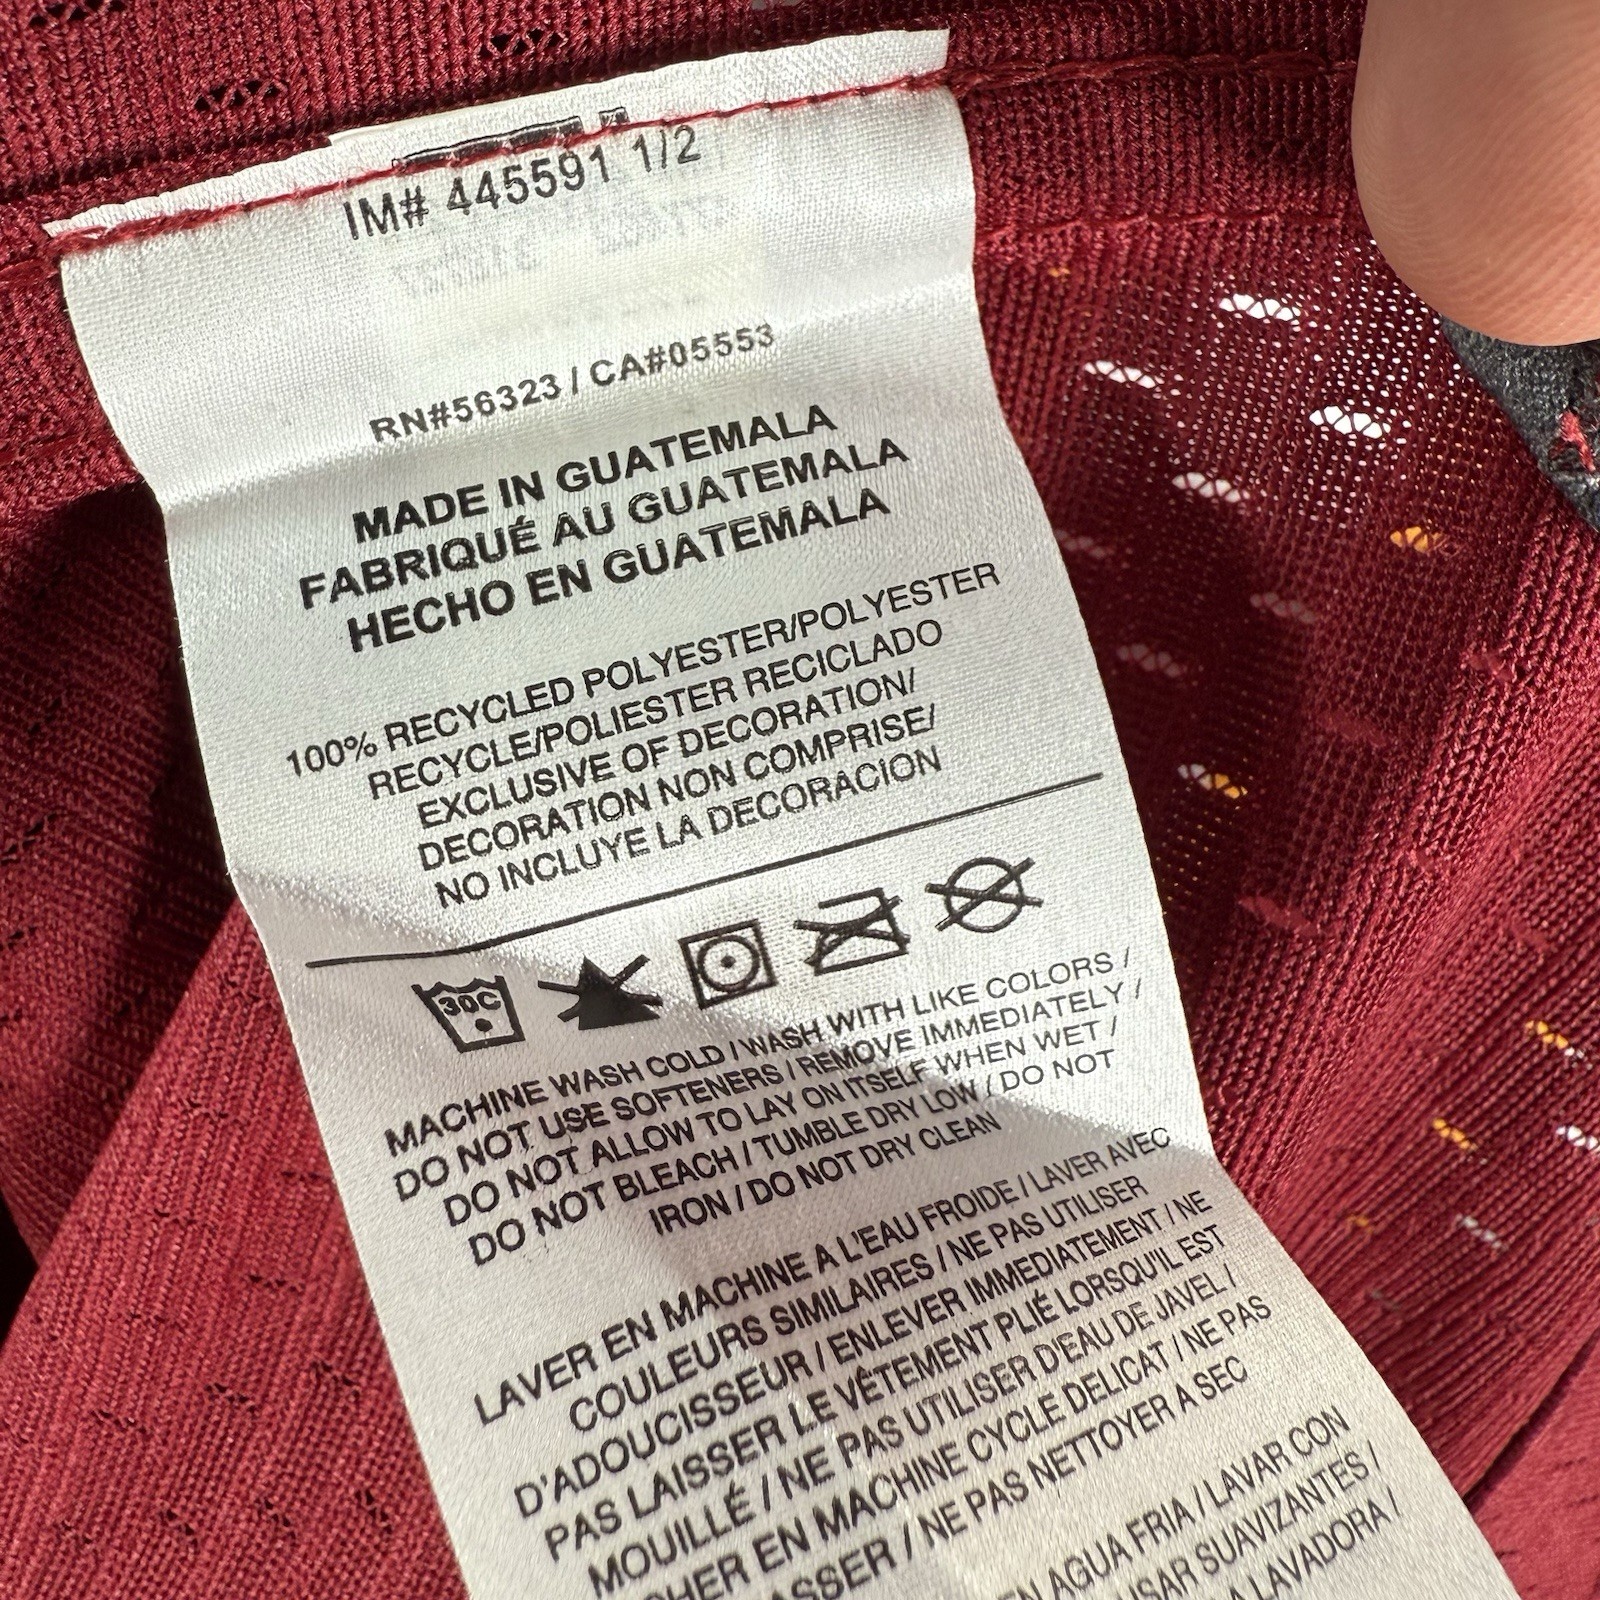 IM# 445591 1/2
RN#56323 / CA#05553
MADE IN GUATEMALA
FABRIQUÉ AU GUATEMALA
HECHO EN GUATEMALA
100% RECYCLED POLYESTER/POLYESTER
RECYCLE/POLIESTER RECICLADO
EXCLUSIVE OF DECORATION/
DECORATION NON COMPRISE/
NO INCLUYE LA DECORACION
30C
MACHINE WASH COLD / WASH WITH LIKE COLORS /
DO NOT USE SOFTENERS / REMOVE IMMEDIATELY /
DO NOT ALLOW TO LAY ON ITSELF WHEN WET /
DO NOT BLEACH / TUMBLE DRY LOW / DO NOT
IRON / DO NOT DRY CLEAN
LAVER EN MACHINE A L'EAU FROIDE / LAVER AVEC
COULEURS SIMILAIRES / NE PAS UTILISER
D'ADOUCISSEUR / ENLEVER IMMEDIATEMENT / NE
PAS LAISSER LE VÊTEMENT PLIÉ LORSQU'IL EST
MOUILLÉ / NE PAS UTILISER D'EAU DE JAVEL /
CHER EN MACHINE CYCLE DELICAT / NE PAS
ASSER / NE PAS NETTOYER A SEC
EN AGUA FRIA / LAVAR CON
USAR SUAVIZANTES /
A LAVADORA /